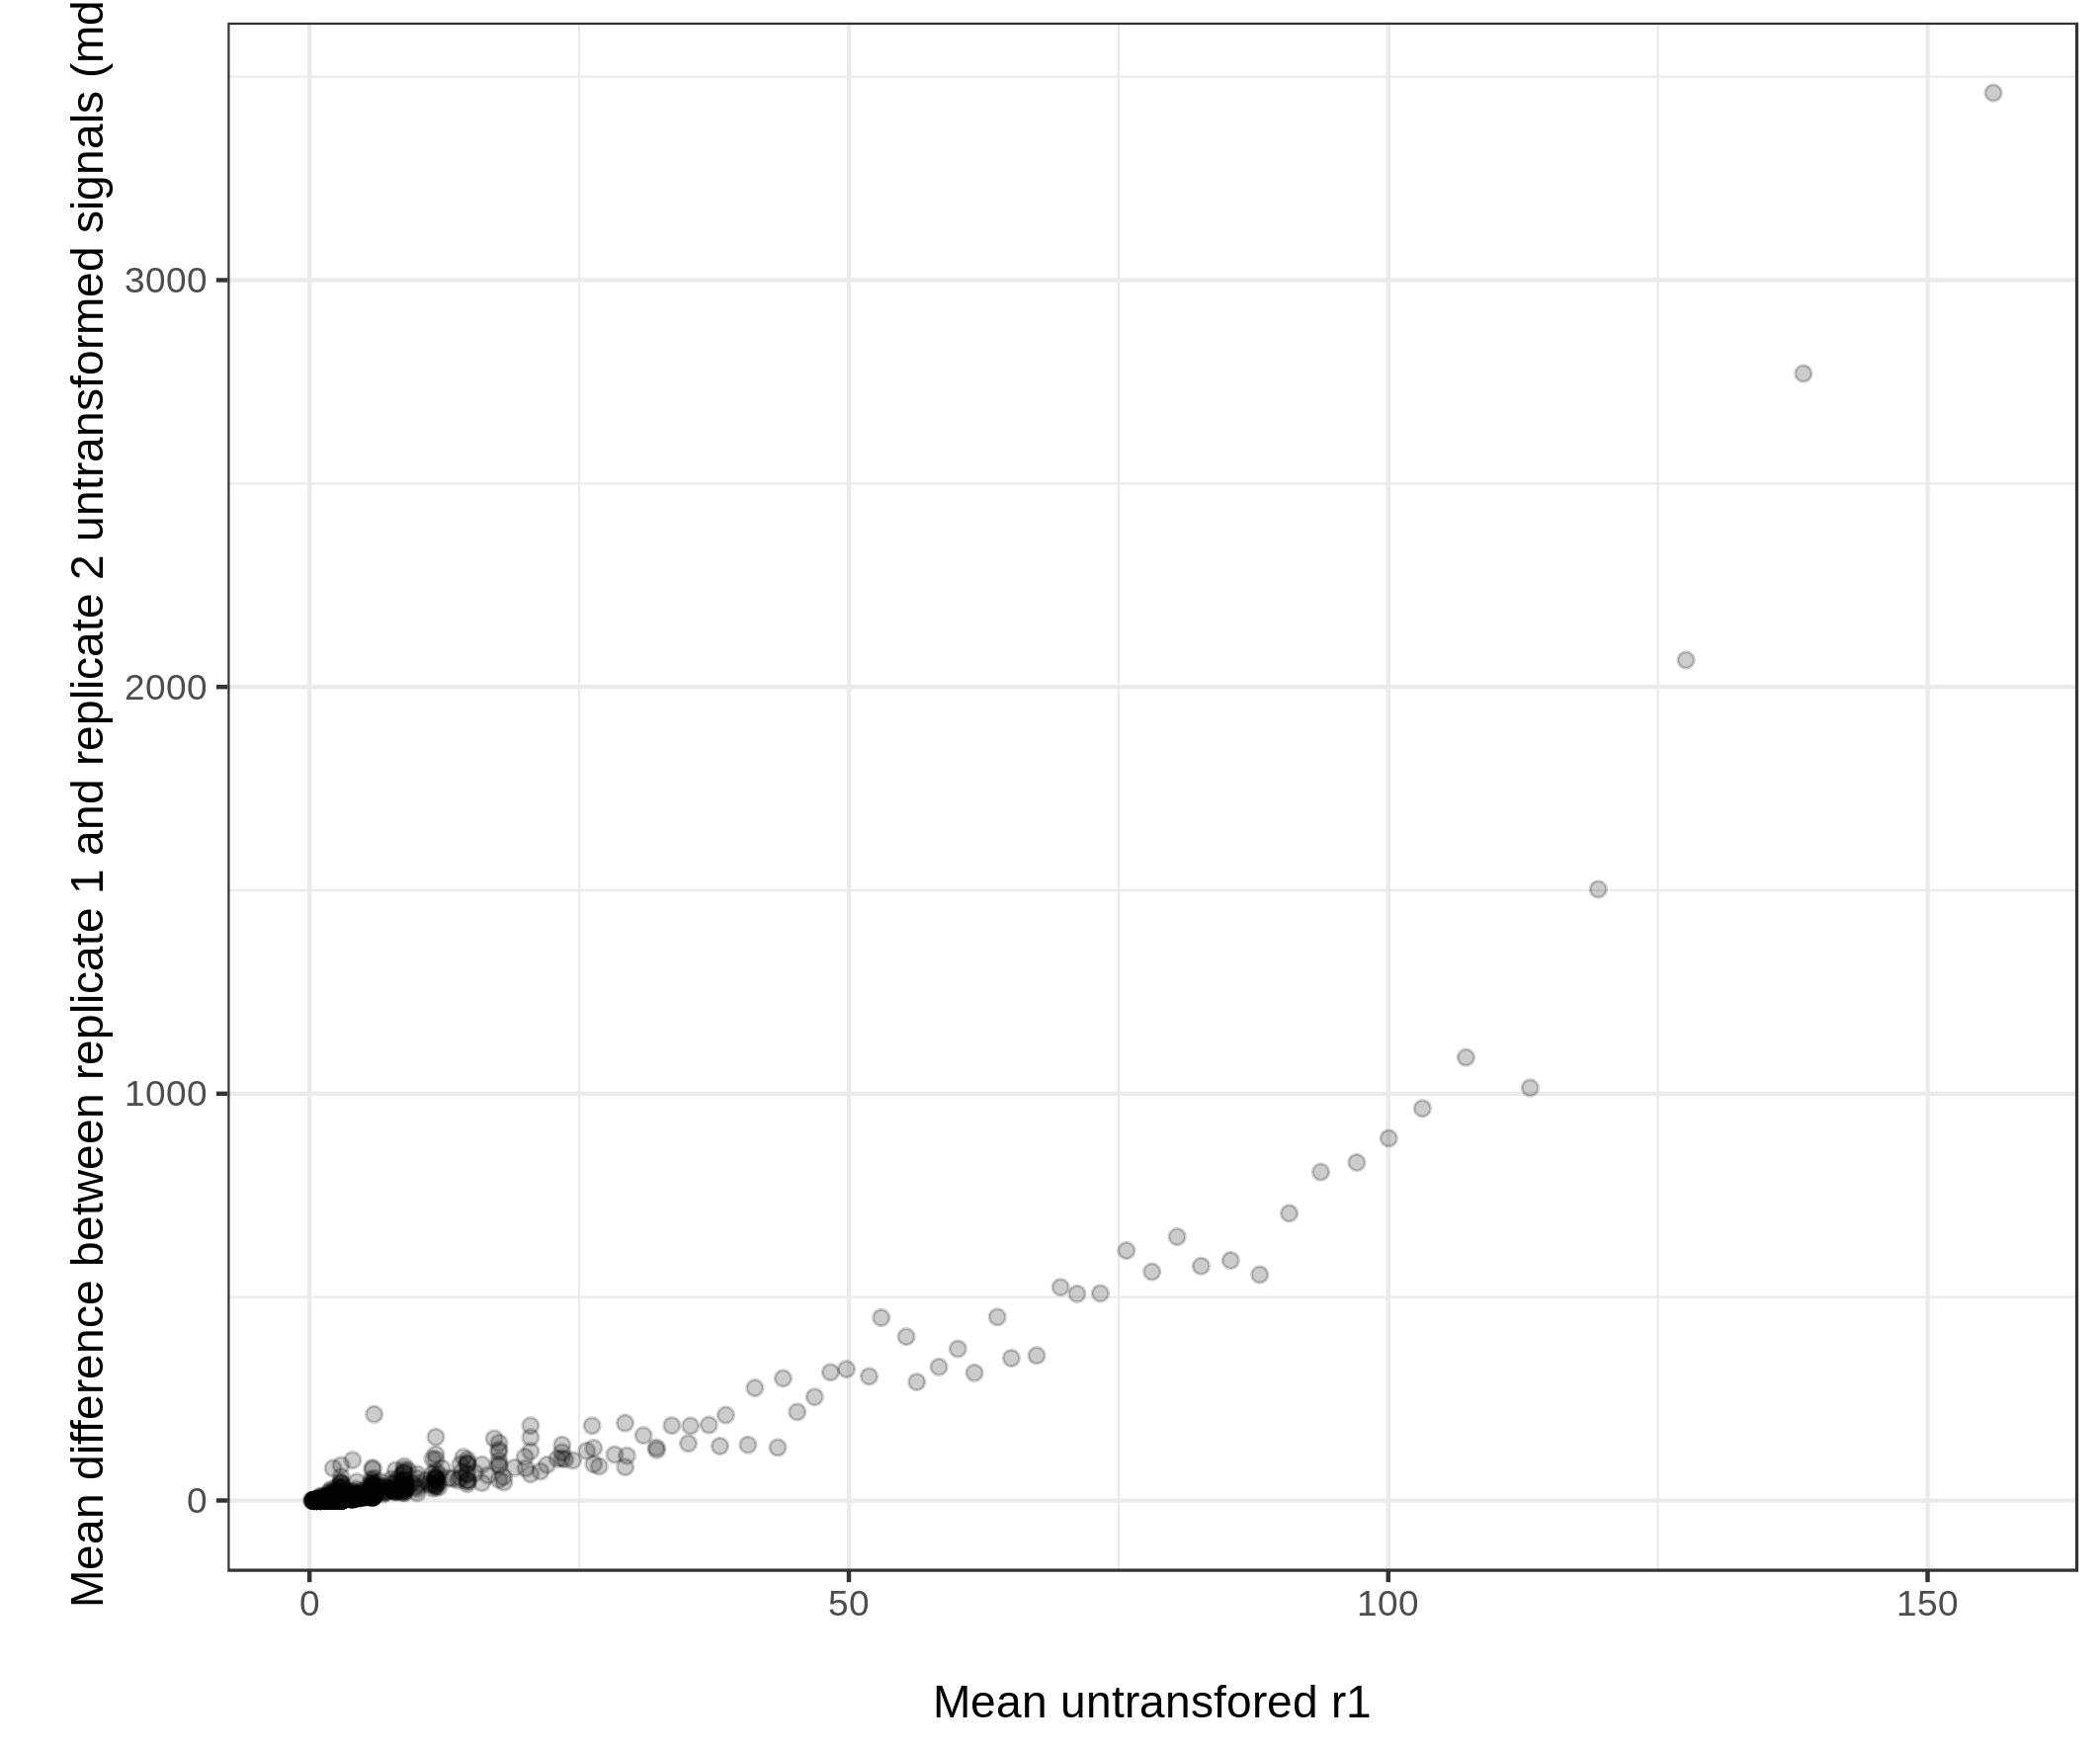 Mean difference between replicate 1 and replicate 2 untransformed signals (md
3000
2000
1000
0
0 50 100 150
Mean untransfored r1